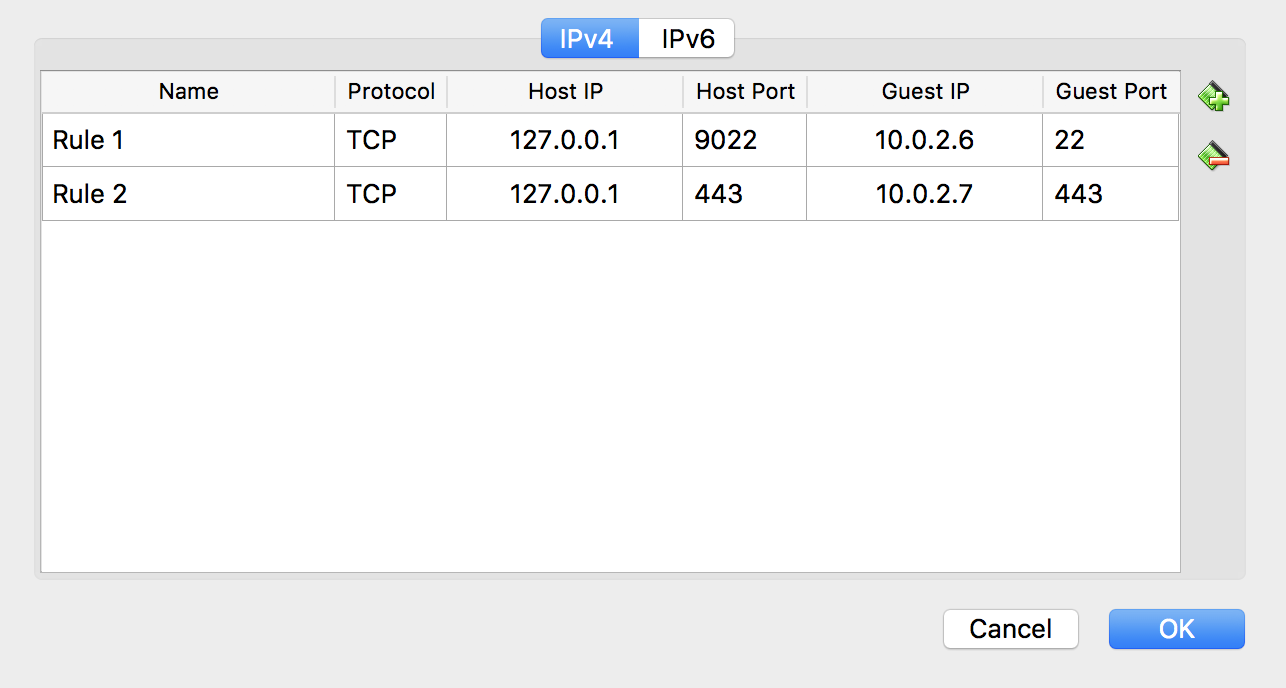 IPv4 IPv6
Name Protocol Host IP Host Port Guest IP Guest Port
Rule 1 TCP 127.0.0.1 9022 10.0.2.6 22
Rule 2 TCP 127.0.0.1 443 10.0.2.7 443
Cancel OK